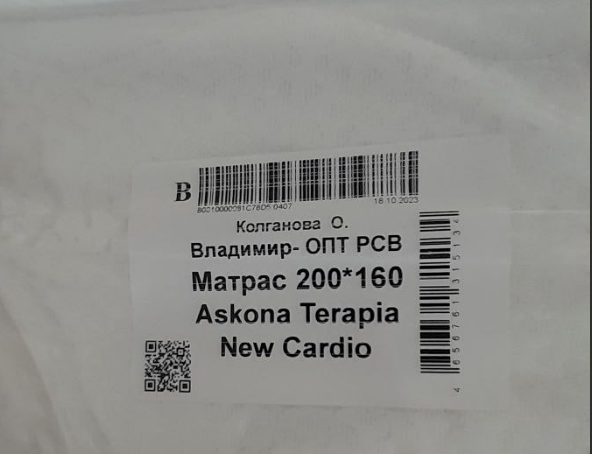 B
18.10.2023
Колганова О.
Владимир- ОПТ РСВ
Матрас 200*160
Askona Terapia
New Cardio